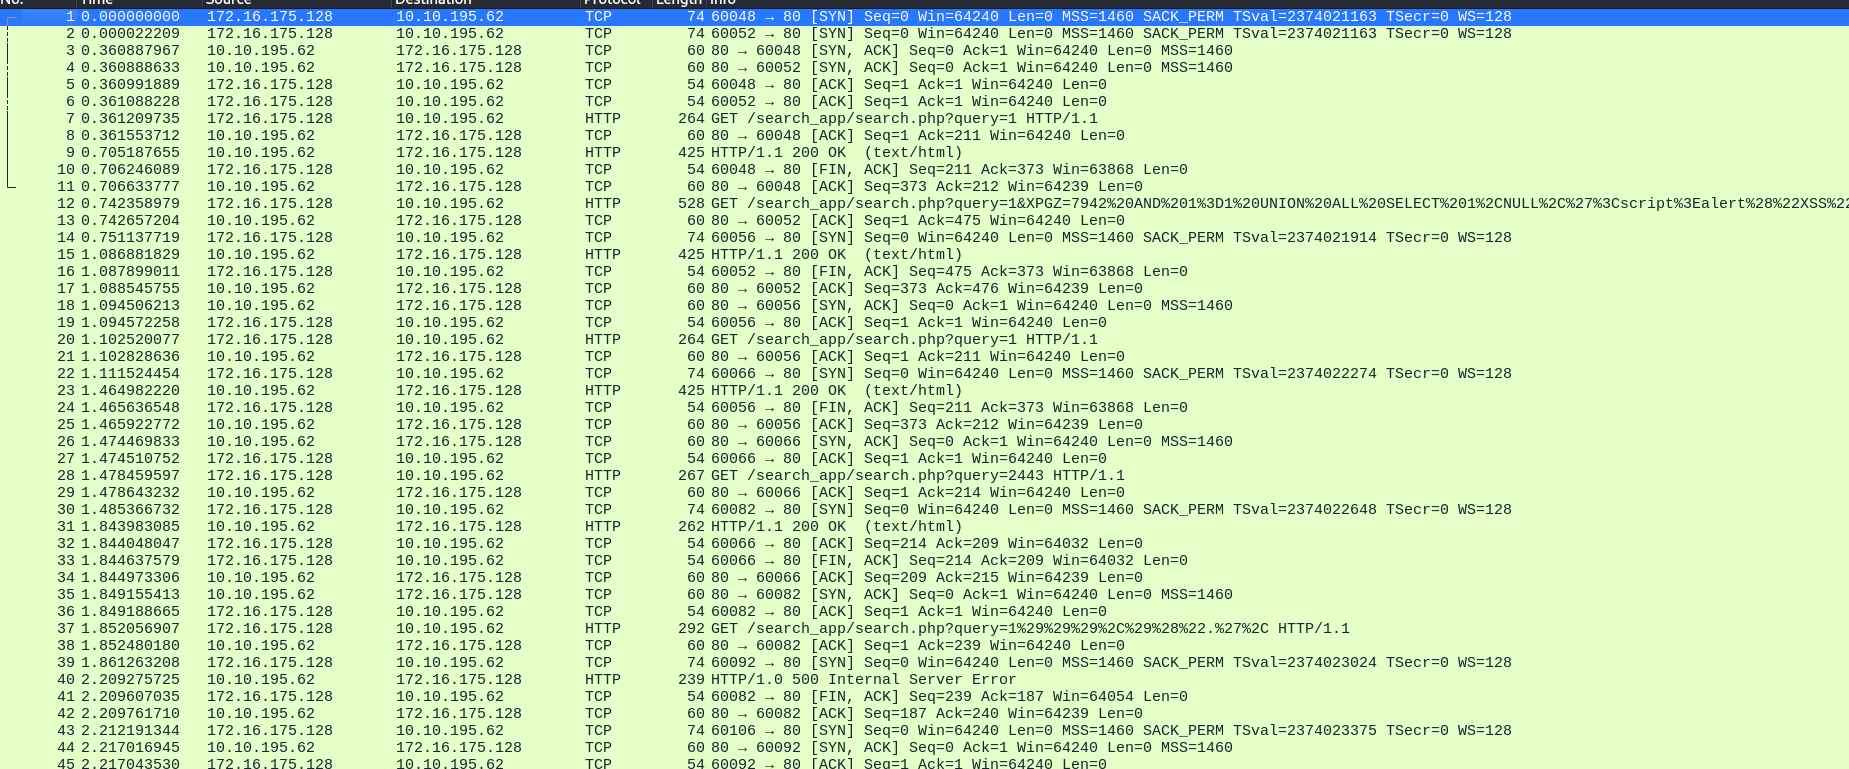 No. Time Source Destination Protocol Length Info
1 0.000000000 172.16.175.128 10.10.195.62 TCP 74 60048 → 80 [SYN] Seq=0 Win=64240 Len=0 MSS=1460 SACK_PERM TSval=2374021163 TSecr=0 WS=128
2 0.000022209 172.16.175.128 10.10.195.62 TCP 74 60052 → 80 [SYN] Seq=0 Win=64240 Len=0 MSS=1460 SACK_PERM TSval=2374021163 TSecr=0 WS=128
3 0.360887967 10.10.195.62 172.16.175.128 TCP 60 80 → 60048 [SYN, ACK] Seq=0 Ack=1 Win=64240 Len=0 MSS=1460
4 0.360888633 10.10.195.62 172.16.175.128 TCP 60 80 → 60052 [SYN, ACK] Seq=0 Ack=1 Win=64240 Len=0 MSS=1460
5 0.360991889 172.16.175.128 10.10.195.62 TCP 54 60048 → 80 [ACK] Seq=1 Ack=1 Win=64240 Len=0
6 0.361088228 172.16.175.128 10.10.195.62 TCP 54 60052 → 80 [ACK] Seq=1 Ack=1 Win=64240 Len=0
7 0.361209735 172.16.175.128 10.10.195.62 HTTP 264 GET /search_app/search.php?query=1 HTTP/1.1
8 0.361553712 10.10.195.62 172.16.175.128 TCP 60 80 → 60048 [ACK] Seq=1 Ack=211 Win=64240 Len=0
9 0.705187655 10.10.195.62 172.16.175.128 HTTP 425 HTTP/1.1 200 OK (text/html)
10 0.706246089 172.16.175.128 10.10.195.62 TCP 54 60048 → 80 [FIN, ACK] Seq=211 Ack=373 Win=63868 Len=0
11 0.706633777 10.10.195.62 172.16.175.128 TCP 60 80 → 60048 [ACK] Seq=373 Ack=212 Win=64239 Len=0
12 0.742358979 172.16.175.128 10.10.195.62 HTTP 528 GET /search_app/search.php?query=1&XPGZ=7942%20AND%201%3D1%20UNION%20ALL%20SELECT%201%2CNULL%2C%27%3Cscript%3Ealert%28%22XSS%22
13 0.742657204 10.10.195.62 172.16.175.128 TCP 60 80 → 60052 [ACK] Seq=1 Ack=475 Win=64240 Len=0
14 0.751137719 172.16.175.128 10.10.195.62 TCP 74 60056 → 80 [SYN] Seq=0 Win=64240 Len=0 MSS=1460 SACK_PERM TSval=2374021914 TSecr=0 WS=128
15 1.086881829 10.10.195.62 172.16.175.128 HTTP 425 HTTP/1.1 200 OK (text/html)
16 1.087899011 172.16.175.128 10.10.195.62 TCP 54 60052 → 80 [FIN, ACK] Seq=475 Ack=373 Win=63868 Len=0
17 1.088545755 10.10.195.62 172.16.175.128 TCP 60 80 → 60052 [ACK] Seq=373 Ack=476 Win=64239 Len=0
18 1.094506213 10.10.195.62 172.16.175.128 TCP 60 80 → 60056 [SYN, ACK] Seq=0 Ack=1 Win=64240 Len=0 MSS=1460
19 1.094572258 172.16.175.128 10.10.195.62 TCP 54 60056 → 80 [ACK] Seq=1 Ack=1 Win=64240 Len=0
20 1.102520077 172.16.175.128 10.10.195.62 HTTP 264 GET /search_app/search.php?query=1 HTTP/1.1
21 1.102828636 10.10.195.62 172.16.175.128 TCP 60 80 → 60056 [ACK] Seq=1 Ack=211 Win=64240 Len=0
22 1.111524454 172.16.175.128 10.10.195.62 TCP 74 60066 → 80 [SYN] Seq=0 Win=64240 Len=0 MSS=1460 SACK_PERM TSval=2374022274 TSecr=0 WS=128
23 1.464982220 10.10.195.62 172.16.175.128 HTTP 425 HTTP/1.1 200 OK (text/html)
24 1.465636548 172.16.175.128 10.10.195.62 TCP 54 60056 → 80 [FIN, ACK] Seq=211 Ack=373 Win=63868 Len=0
25 1.465922772 10.10.195.62 172.16.175.128 TCP 60 80 → 60056 [ACK] Seq=373 Ack=212 Win=64239 Len=0
26 1.474469833 10.10.195.62 172.16.175.128 TCP 60 80 → 60066 [SYN, ACK] Seq=0 Ack=1 Win=64240 Len=0 MSS=1460
27 1.474510752 172.16.175.128 10.10.195.62 TCP 54 60066 → 80 [ACK] Seq=1 Ack=1 Win=64240 Len=0
28 1.478459597 172.16.175.128 10.10.195.62 HTTP 267 GET /search_app/search.php?query=2443 HTTP/1.1
29 1.478643232 10.10.195.62 172.16.175.128 TCP 60 80 → 60066 [ACK] Seq=1 Ack=214 Win=64240 Len=0
30 1.485366732 172.16.175.128 10.10.195.62 TCP 74 60082 → 80 [SYN] Seq=0 Win=64240 Len=0 MSS=1460 SACK_PERM TSval=2374022648 TSecr=0 WS=128
31 1.843983085 10.10.195.62 172.16.175.128 HTTP 262 HTTP/1.1 200 OK (text/html)
32 1.844048047 172.16.175.128 10.10.195.62 TCP 54 60066 → 80 [ACK] Seq=214 Ack=209 Win=64032 Len=0
33 1.844637579 172.16.175.128 10.10.195.62 TCP 54 60066 → 80 [FIN, ACK] Seq=214 Ack=209 Win=64032 Len=0
34 1.844973306 10.10.195.62 172.16.175.128 TCP 60 80 → 60066 [ACK] Seq=209 Ack=215 Win=64239 Len=0
35 1.849155413 10.10.195.62 172.16.175.128 TCP 60 80 → 60082 [SYN, ACK] Seq=0 Ack=1 Win=64240 Len=0 MSS=1460
36 1.849188665 172.16.175.128 10.10.195.62 TCP 54 60082 → 80 [ACK] Seq=1 Ack=1 Win=64240 Len=0
37 1.852056907 172.16.175.128 10.10.195.62 HTTP 292 GET /search_app/search.php?query=1%29%29%29%2C%29%28%22.%27%2C HTTP/1.1
38 1.852480180 10.10.195.62 172.16.175.128 TCP 60 80 → 60082 [ACK] Seq=1 Ack=239 Win=64240 Len=0
39 1.861263208 172.16.175.128 10.10.195.62 TCP 74 60092 → 80 [SYN] Seq=0 Win=64240 Len=0 MSS=1460 SACK_PERM TSval=2374023024 TSecr=0 WS=128
40 2.209275725 10.10.195.62 172.16.175.128 HTTP 239 HTTP/1.0 500 Internal Server Error
41 2.209607035 172.16.175.128 10.10.195.62 TCP 54 60082 → 80 [FIN, ACK] Seq=239 Ack=187 Win=64054 Len=0
42 2.209761710 10.10.195.62 172.16.175.128 TCP 60 80 → 60082 [ACK] Seq=187 Ack=240 Win=64239 Len=0
43 2.212191344 172.16.175.128 10.10.195.62 TCP 74 60106 → 80 [SYN] Seq=0 Win=64240 Len=0 MSS=1460 SACK_PERM TSval=2374023375 TSecr=0 WS=128
44 2.217016945 10.10.195.62 172.16.175.128 TCP 60 80 → 60092 [SYN, ACK] Seq=0 Ack=1 Win=64240 Len=0 MSS=1460
45 2.217043530 172.16.175.128 10.10.195.62 TCP 54 60092 → 80 [ACK] Seq=1 Ack=1 Win=64240 Len=0